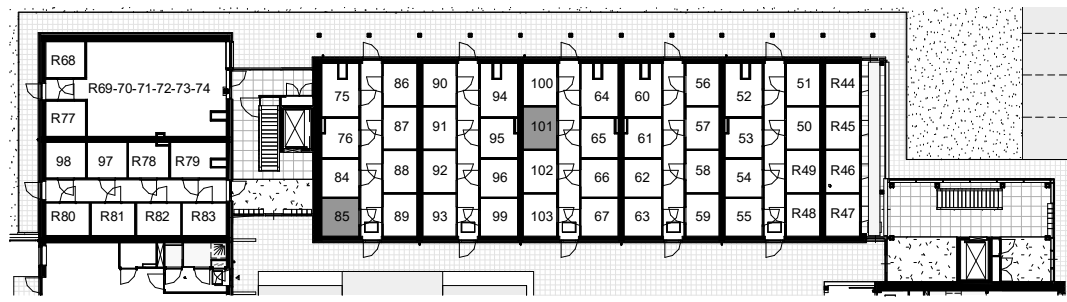 R68
R69-70-71-72-73-74
R77
98 97 R78 R79
R80 R81 R82 R83
75 86 90 94 100 64 60 56 52 51 R44
76 87 91 95 101 65 61 57 53 50 R45
84 88 92 96 102 66 62 58 54 R49 R46
85 89 93 99 103 67 63 59 55 R48 R47